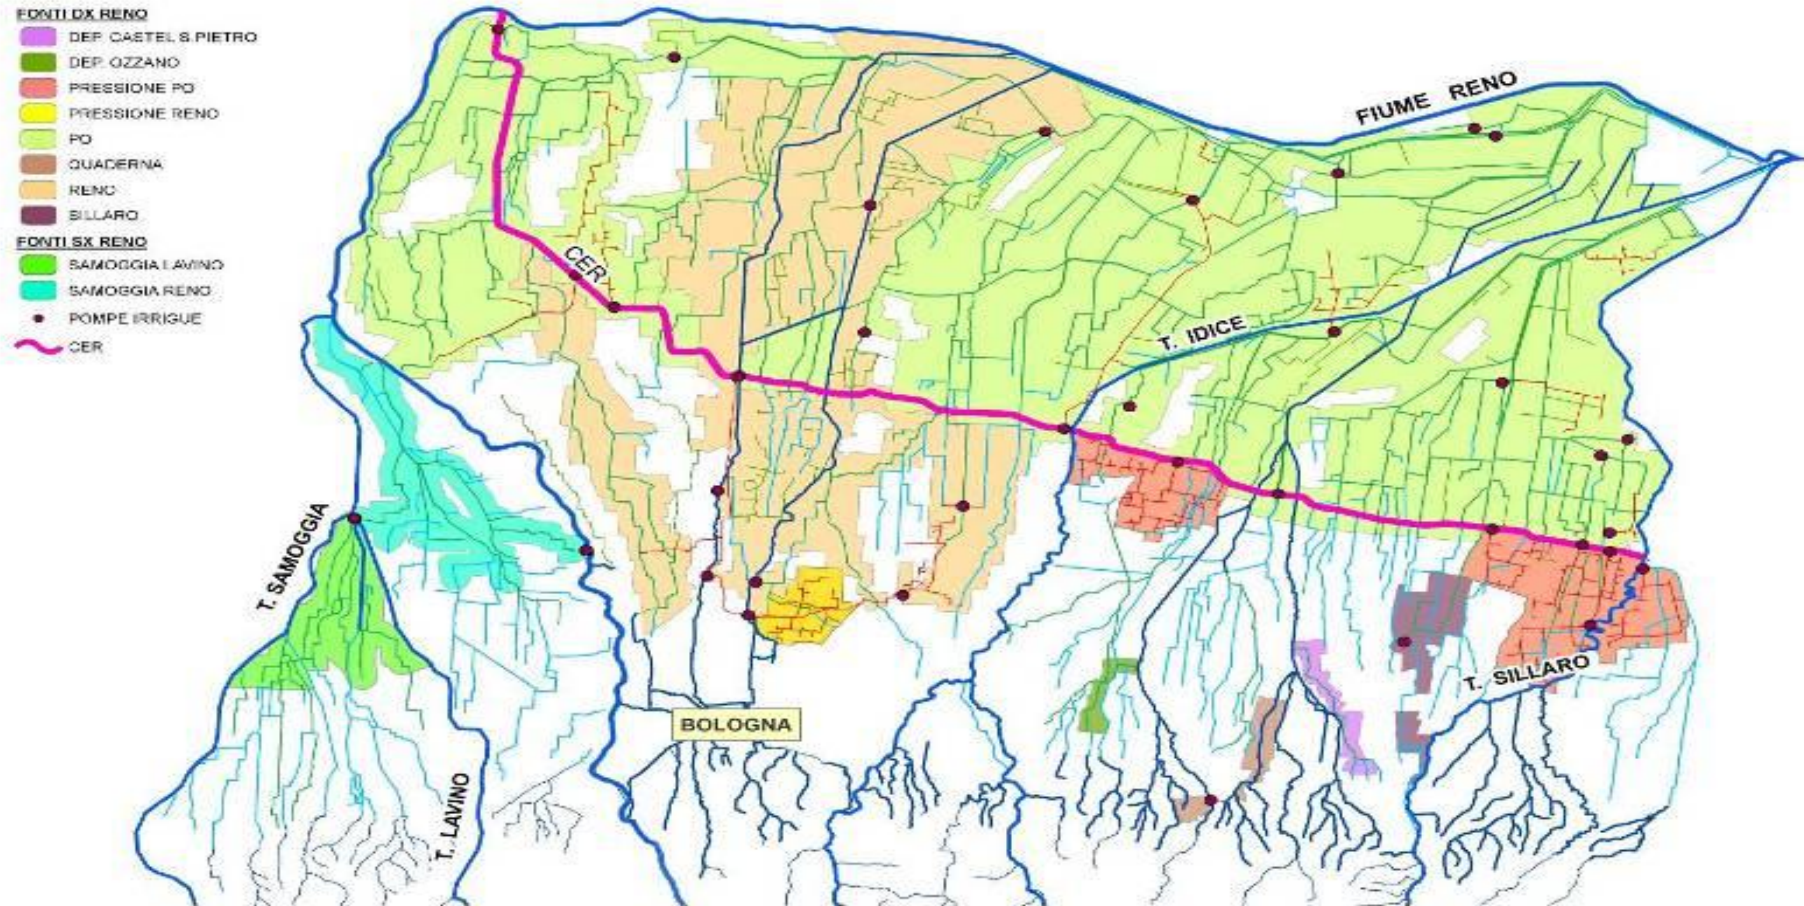 FONTI DX RENO
DEP. CASTEL S.PIETRO
DEP. OZZANO
PRESSIONE PO
PRESSIONE RENO
PO
QUADERNA
RENO
SILLARO
FONTI SX RENO
SAMOGGIA LAVINO
SAMOGGIA RENO
POMPE IRRIGUE
CER
FIUME RENO
CER
T. IDICE
T. SAMOGGIA
T. SILLARO
BOLOGNA
T. LAVINO